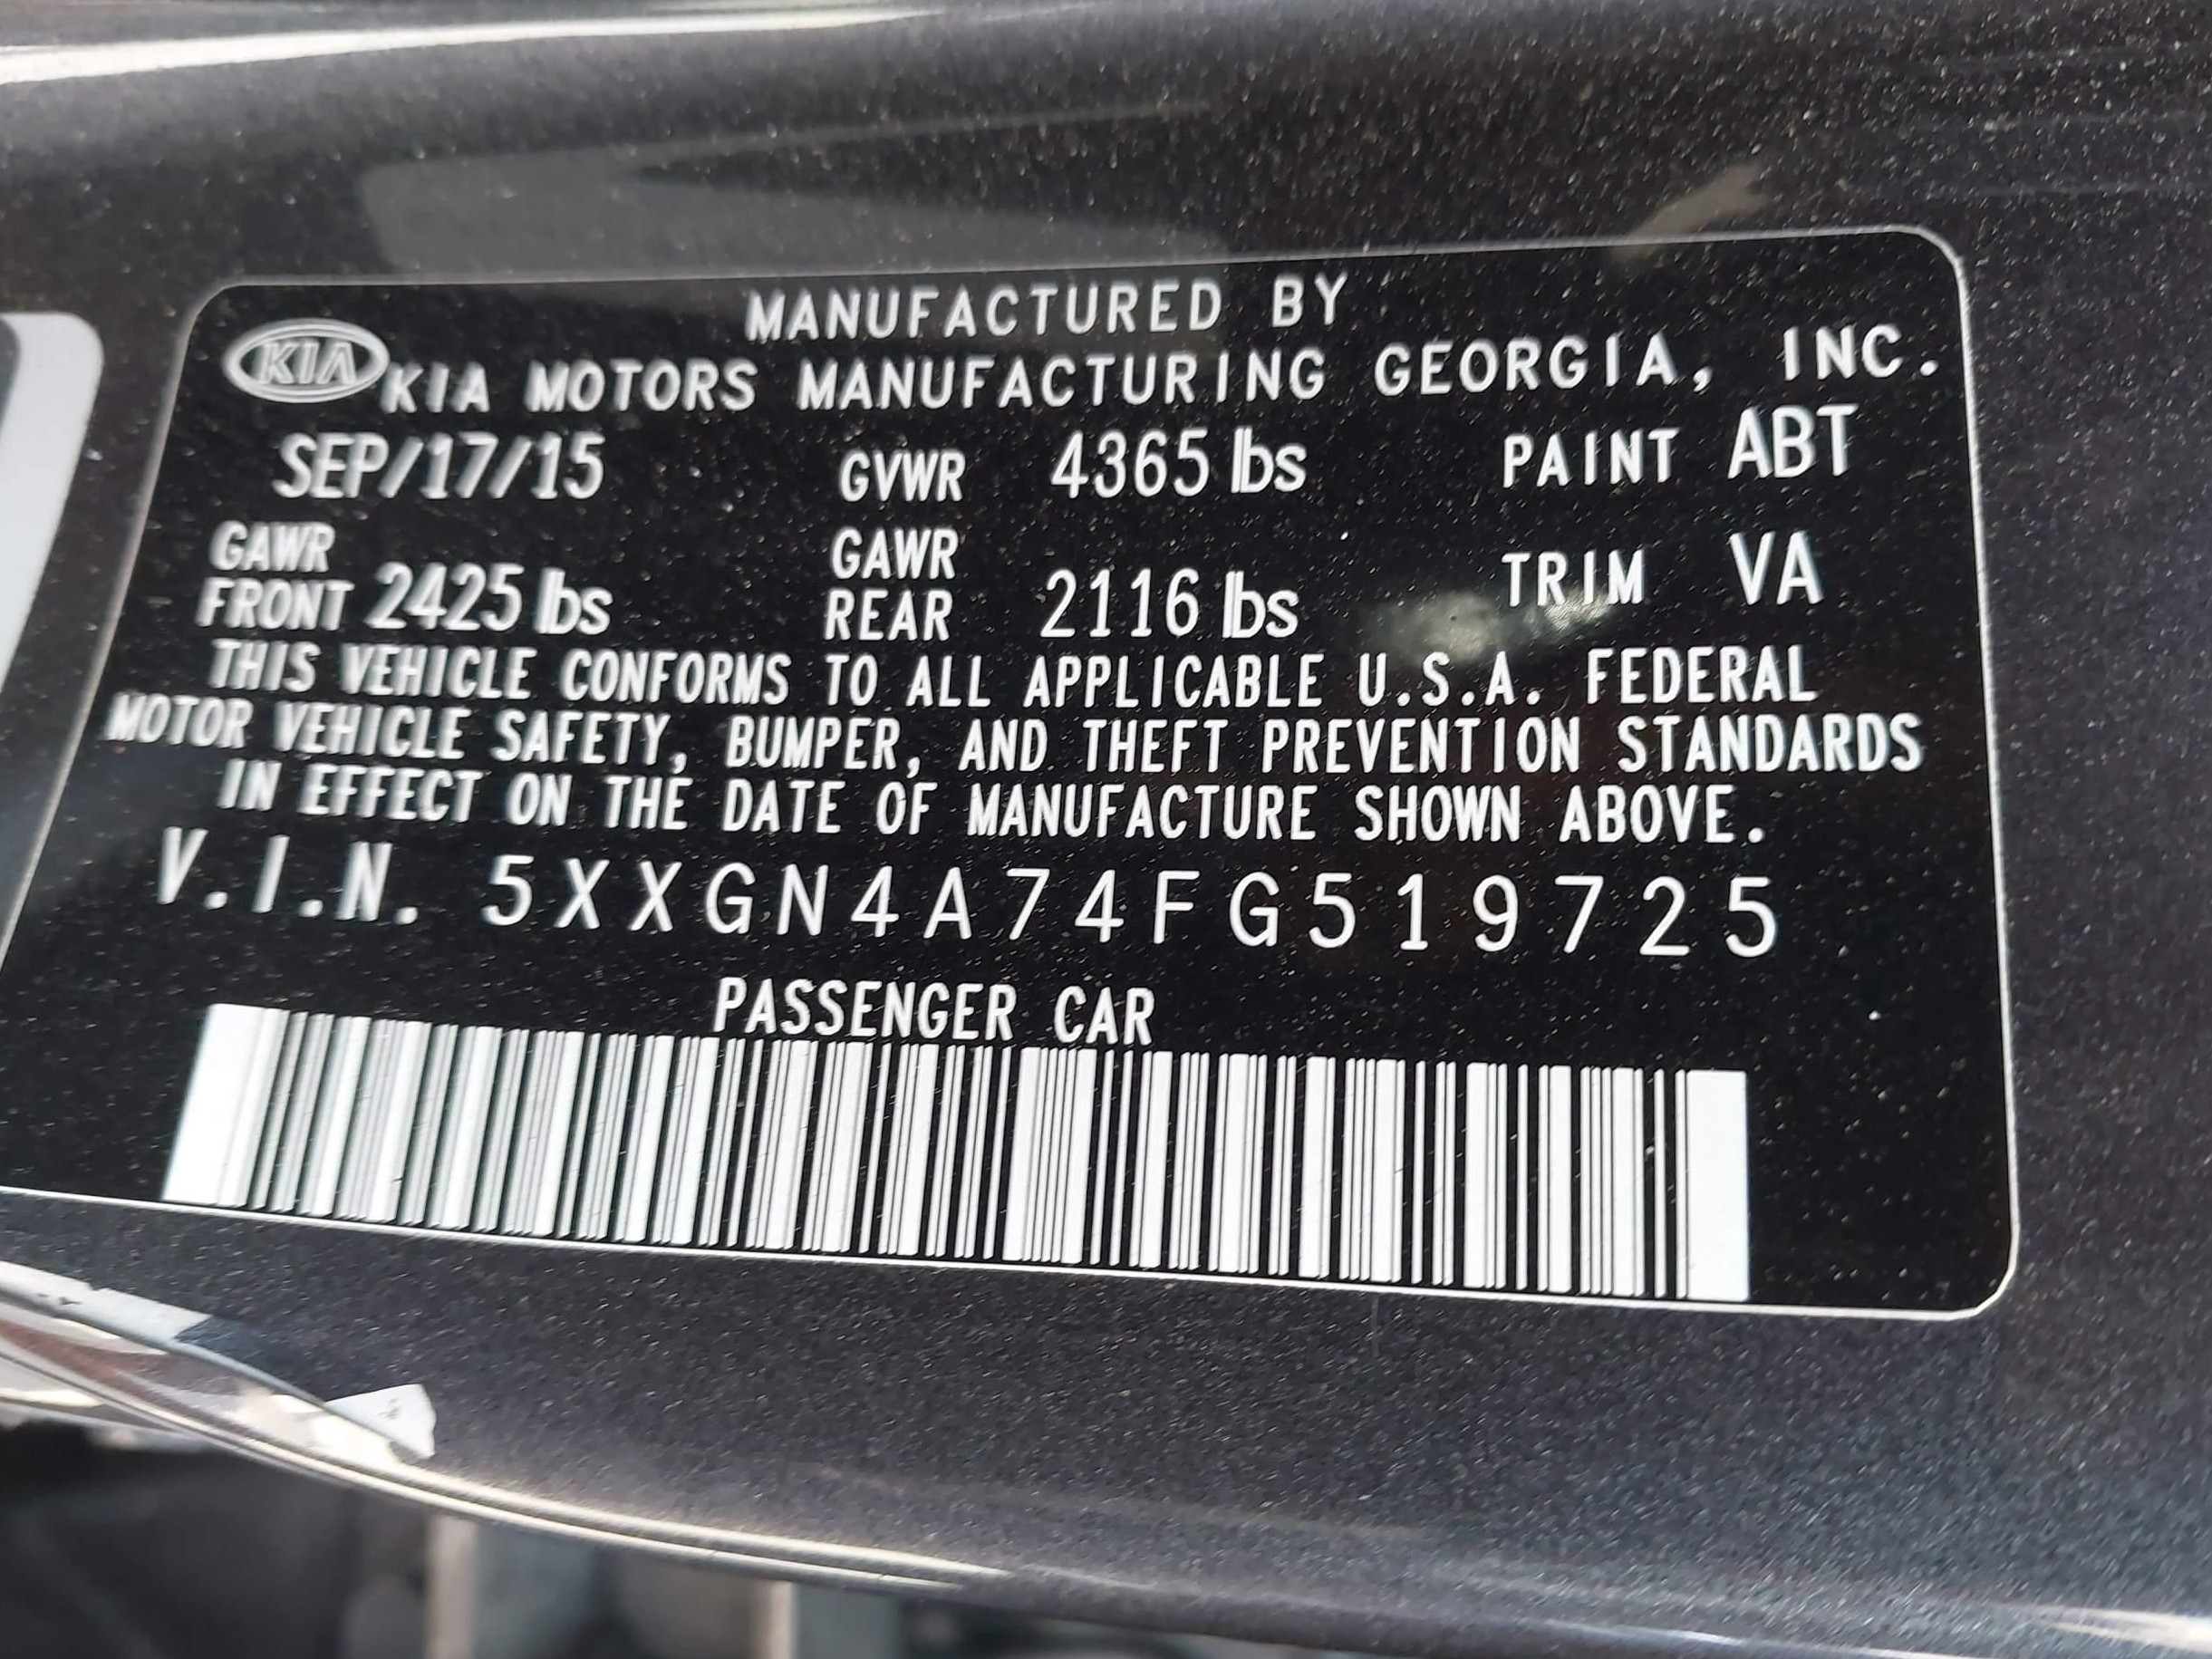 MANUFACTURED BY
KIA KIA MOTORS MANUFACTURING GEORGIA, INC.
SEP/17/15 GVWR 4365 lbs PAINT ABT
GAWR FRONT 2425 lbs GAWR REAR 2116 lbs TRIM VA
THIS VEHICLE CONFORMS TO ALL APPLICABLE U.S.A. FEDERAL
MOTOR VEHICLE SAFETY, BUMPER, AND THEFT PREVENTION STANDARDS
IN EFFECT ON THE DATE OF MANUFACTURE SHOWN ABOVE.
V.I.N. 5XXGN4A74FG519725
PASSENGER CAR